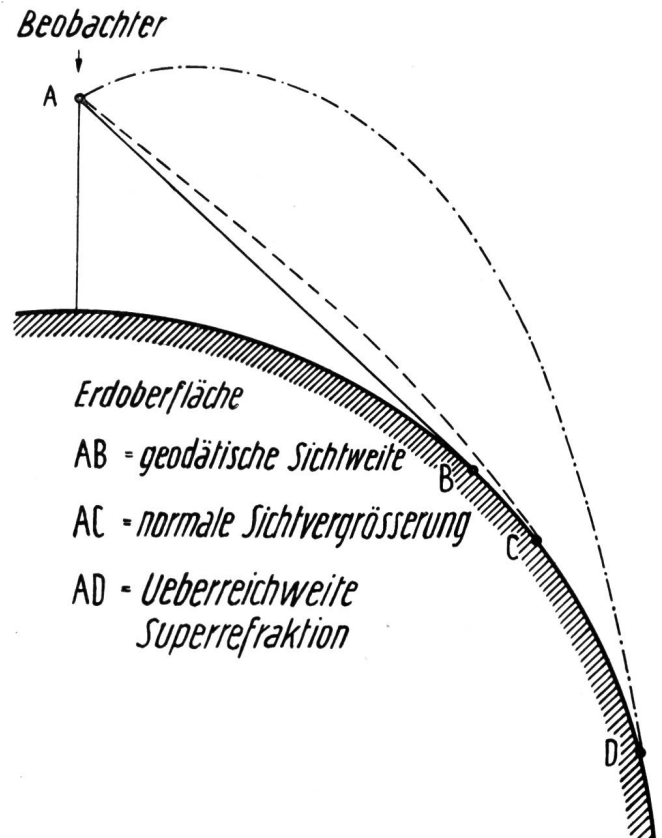 Beobachter
A
Erdoberfläche
AB = geodätische Sichtweite
B
AC = normale Sichtvergrösserung
C
AD = Ueberreichweite
Superrefraktion
D